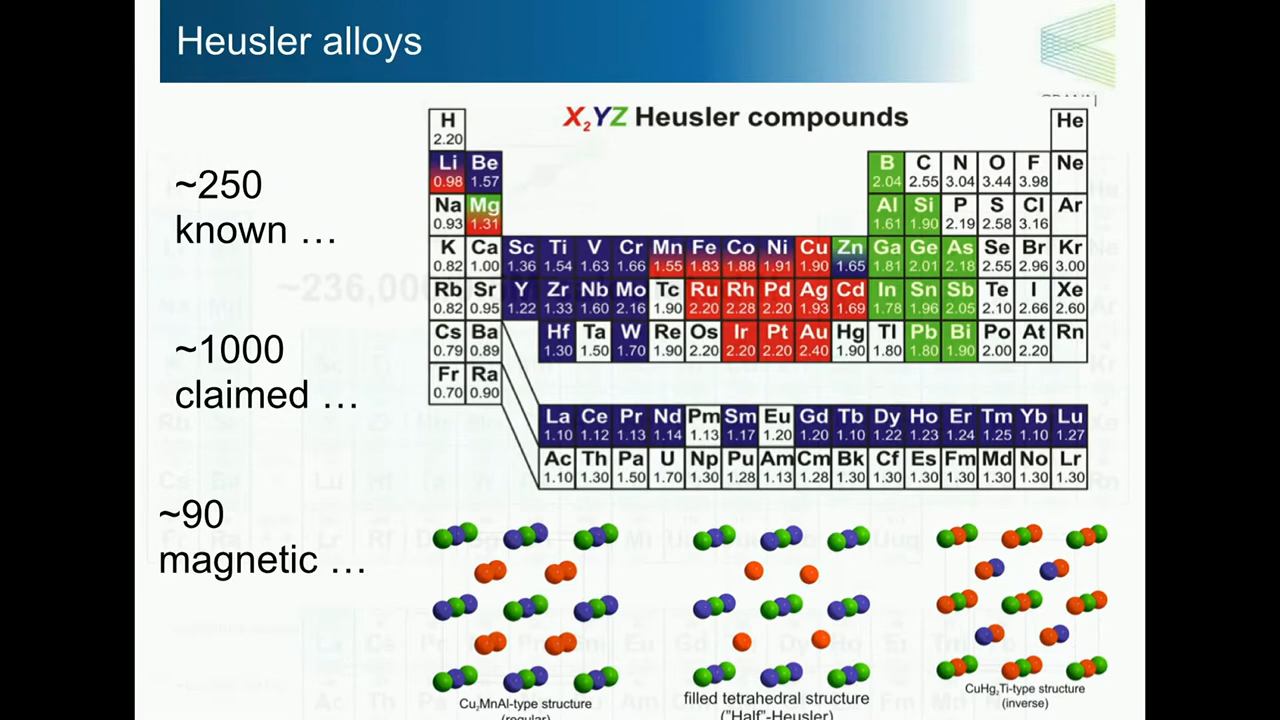 Heusler alloys
X2YZ Heusler compounds
~250
known …
~1000
claimed …
~90
magnetic …
~236,000
H He
2.20
Li Be B C N O F Ne
0.98 1.57 2.04 2.55 3.04 3.44 3.98
Na Mg Al Si P S Cl Ar
0.93 1.31 1.61 1.90 2.19 2.58 3.16
K Ca Sc Ti V Cr Mn Fe Co Ni Cu Zn Ga Ge As Se Br Kr
0.82 1.00 1.36 1.54 1.63 1.66 1.55 1.83 1.88 1.91 1.90 1.65 1.81 2.01 2.18 2.55 2.96 3.00
Rb Sr Y Zr Nb Mo Tc Ru Rh Pd Ag Cd In Sn Sb Te I Xe
0.82 0.95 1.22 1.33 1.60 2.16 1.90 2.20 2.28 2.20 1.93 1.69 1.78 1.96 2.05 2.10 2.66 2.60
Cs Ba Hf Ta W Re Os Ir Pt Au Hg Tl Pb Bi Po At Rn
0.79 0.89 1.30 1.50 1.70 1.90 2.20 2.20 2.20 2.40 1.90 1.80 1.80 1.90 2.00 2.20
Fr Ra
0.70 0.90
La Ce Pr Nd Pm Sm Eu Gd Tb Dy Ho Er Tm Yb Lu
1.10 1.12 1.13 1.14 1.13 1.17 1.20 1.20 1.10 1.22 1.23 1.24 1.25 1.10 1.27
Ac Th Pa U Np Pu Am Cm Bk Cf Es Fm Md No Lr
1.10 1.30 1.50 1.70 1.30 1.28 1.13 1.28 1.30 1.30 1.30 1.30 1.30 1.30 1.30
Cu2MnAl-type structure
(regular)
filled tetrahedral structure
("Half"-Heusler)
CuHg2Ti-type structure
(inverse)